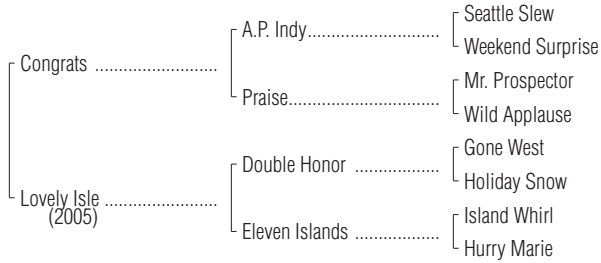 Seattle Slew
A.P. Indy..............................
Weekend Surprise
Congrats ............................
Mr. Prospector
Praise...................................
Wild Applause
Gone West
Double Honor ...................
Holiday Snow
Lovely Isle ..........................
(2005)
Island Whirl
Eleven Islands ...................
Hurry Marie